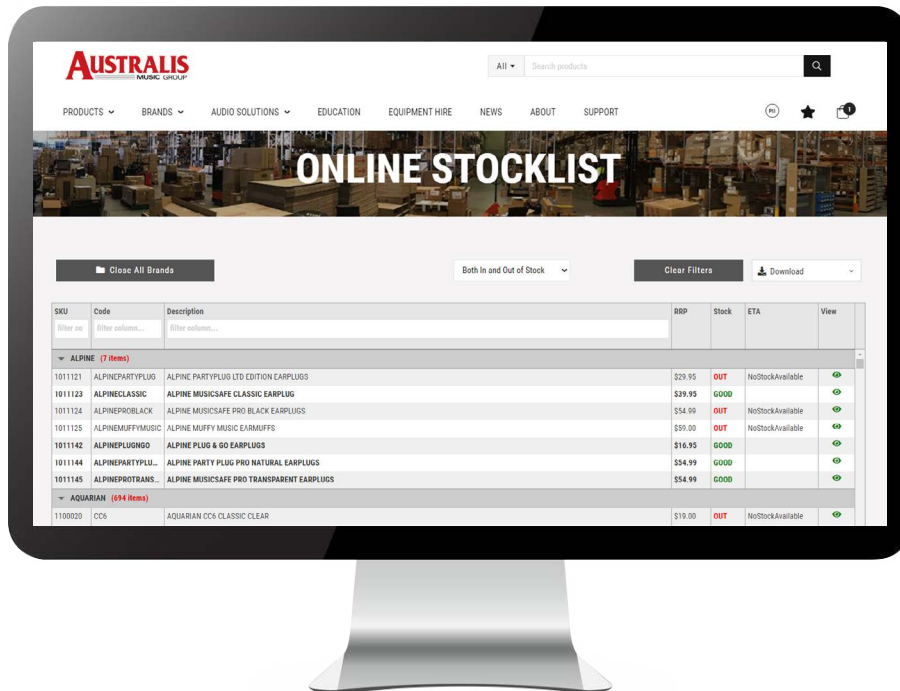 AUSTRALIS
MUSIC GROUP
All
Search products
PRODUCTS
BRANDS
AUDIO SOLUTIONS
EDUCATION
EQUIPMENT HIRE
NEWS
ABOUT
SUPPORT
1
ONLINE STOCKLIST
Close All Brands
Both In and Out of Stock
Clear Filters
Download
SKU Code Description RRP Stock ETA View
filter co filter column... filter column...
ALPINE (7 items)
1011121 ALPINEPARTYPLUG ALPINE PARTYPLUG LTD EDITION EARPLUGS $29.95 OUT NoStockAvailable
1011123 ALPINECLASSIC ALPINE MUSICSAFE CLASSIC EARPLUG $39.95 GOOD
1011124 ALPINEPROBLACK ALPINE MUSICSAFE PRO BLACK EARPLUGS $54.99 OUT NoStockAvailable
1011125 ALPINEMUFFYMUSIC ALPINE MUFFY MUSIC EARMUFFS $59.00 OUT NoStockAvailable
1011142 ALPINEPLUGNGO ALPINE PLUG & GO EARPLUGS $16.95 GOOD
1011144 ALPINEPARTYPLU... ALPINE PARTY PLUG PRO NATURAL EARPLUGS $54.99 GOOD
1011145 ALPINEPROTRANS... ALPINE MUSICSAFE PRO TRANSPARENT EARPLUGS $54.99 GOOD
AQUARIAN (694 items)
1100020 CC6 AQUARIAN CC6 CLASSIC CLEAR $19.00 OUT NoStockAvailable